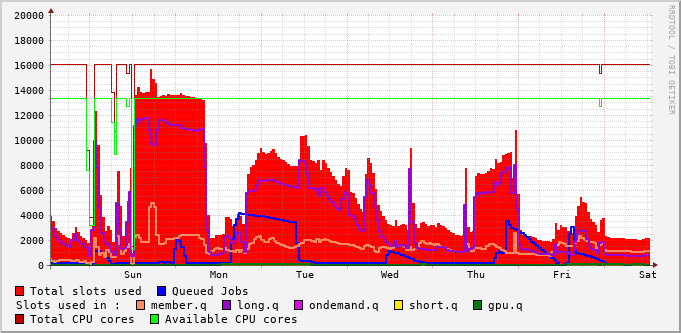 RRDTOOL / TOBI OETIKER
20000
18000
16000
14000
12000
10000
8000
6000
4000
2000
0
Sun Mon Tue Wed Thu Fri Sat
Total slots used Queued Jobs
Slots used in : member.q long.q ondemand.q short.q gpu.q
Total CPU cores Available CPU cores